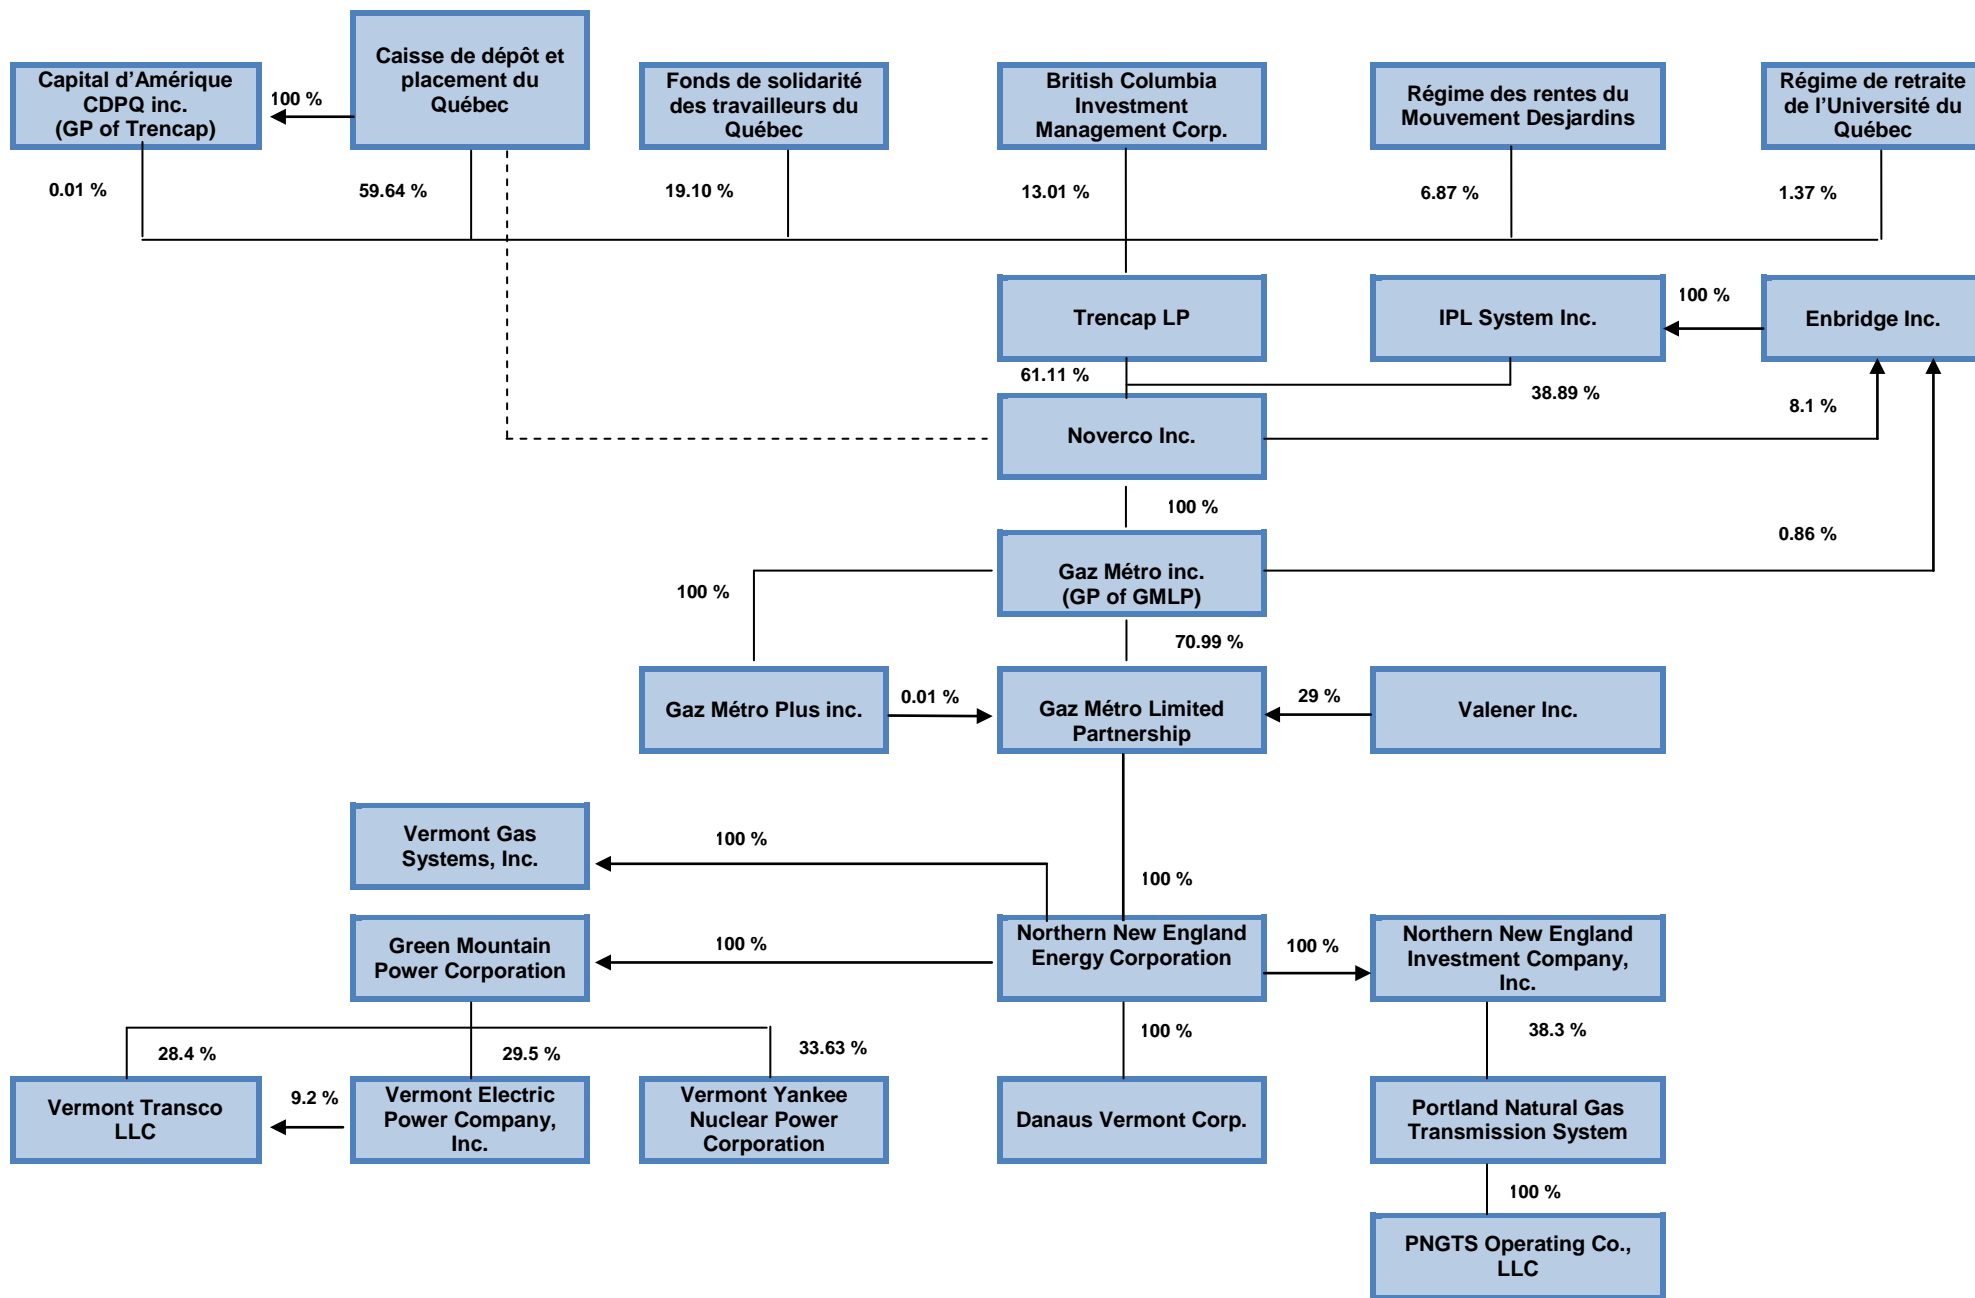 Capital d’Amérique
CDPQ inc.
(GP of Trencap)
100 %
Caisse de dépôt et
placement du
Québec
Fonds de solidarité
des travailleurs du
Québec
British Columbia
Investment
Management Corp.
Régime des rentes du
Mouvement Desjardins
Régime de retraite
de l’Université du
Québec
0.01 %
59.64 %
19.10 %
13.01 %
6.87 %
1.37 %
Trencap LP
IPL System Inc.
100 %
Enbridge Inc.
61.11 %
38.89 %
8.1 %
Noverco Inc.
100 %
0.86 %
Gaz Métro inc.
(GP of GMLP)
100 %
70.99 %
Gaz Métro Plus inc.
0.01 %
Gaz Métro Limited
Partnership
29 %
Valener Inc.
Vermont Gas
Systems, Inc.
100 %
100 %
Green Mountain
Power Corporation
100 %
Northern New England
Energy Corporation
100 %
Northern New England
Investment Company,
Inc.
28.4 %
29.5 %
33.63 %
100 %
38.3 %
Vermont Transco
LLC
9.2 %
Vermont Electric
Power Company,
Inc.
Vermont Yankee
Nuclear Power
Corporation
Danaus Vermont Corp.
Portland Natural Gas
Transmission System
100 %
PNGTS Operating Co.,
LLC